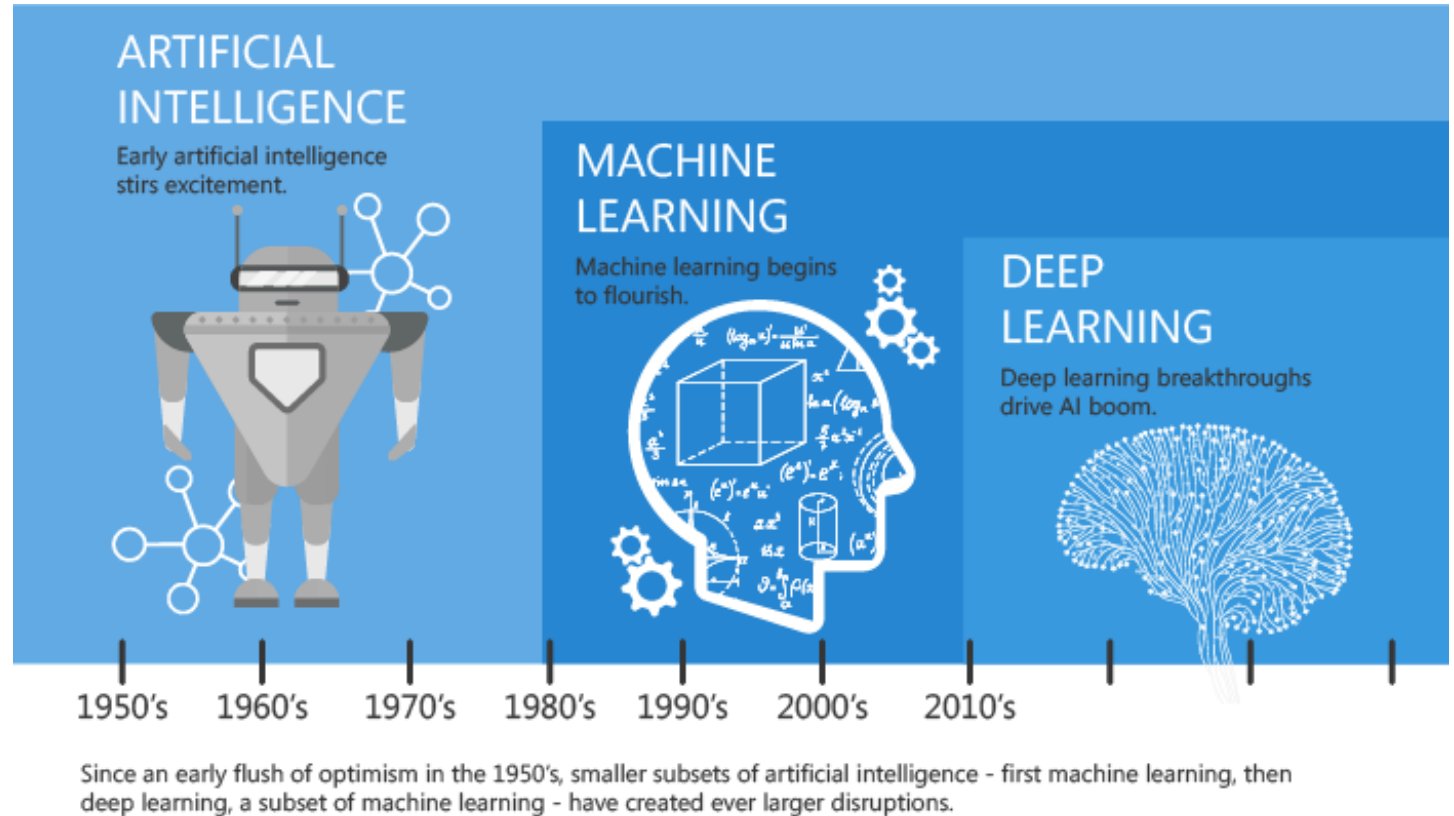 ARTIFICIAL
INTELLIGENCE
Early artificial intelligence
stirs excitement.
MACHINE
LEARNING
Machine learning begins
to flourish.
DEEP
LEARNING
Deep learning breakthroughs
drive AI boom.
1950's 1960's 1970's 1980's 1990's 2000's 2010's
Since an early flush of optimism in the 1950's, smaller subsets of artificial intelligence - first machine learning, then
deep learning, a subset of machine learning - have created ever larger disruptions.